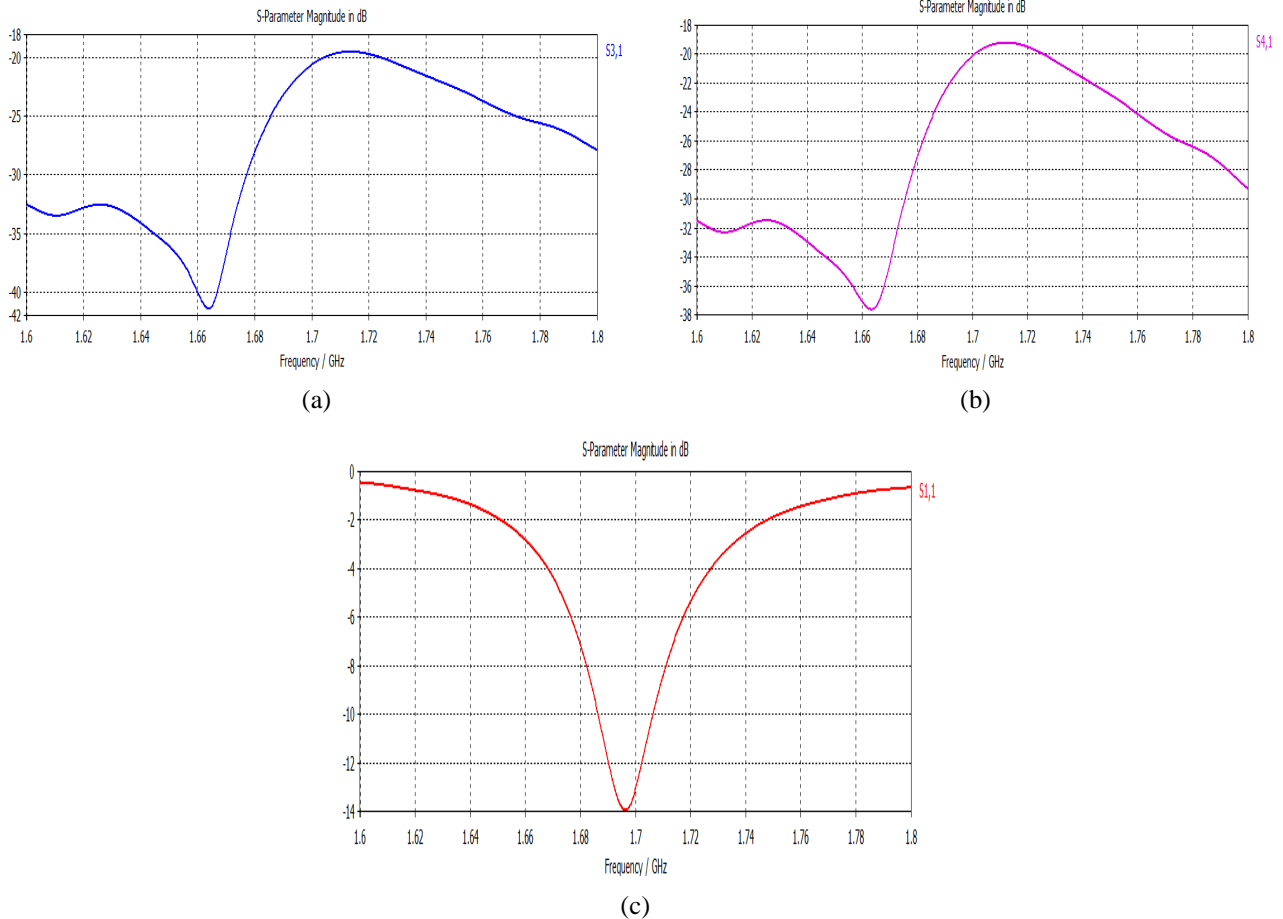 S-Parameter Magnitude in dB
-18
-20
-25
-30
-35
-40
-42
S3,1
1.6 1.62 1.64 1.66 1.68 1.7 1.72 1.74 1.76 1.78 1.8
Frequency / GHz
(a)
S-Parameter Magnitude in dB
-18
-20
-22
-24
-26
-28
-30
-32
-34
-36
-38
S4,1
1.6 1.62 1.64 1.66 1.68 1.7 1.72 1.74 1.76 1.78 1.8
Frequency / GHz
(b)
S-Parameter Magnitude in dB
0
-2
-4
-6
-8
-10
-12
-14
S1,1
1.6 1.62 1.64 1.66 1.68 1.7 1.72 1.74 1.76 1.78 1.8
Frequency / GHz
(c)